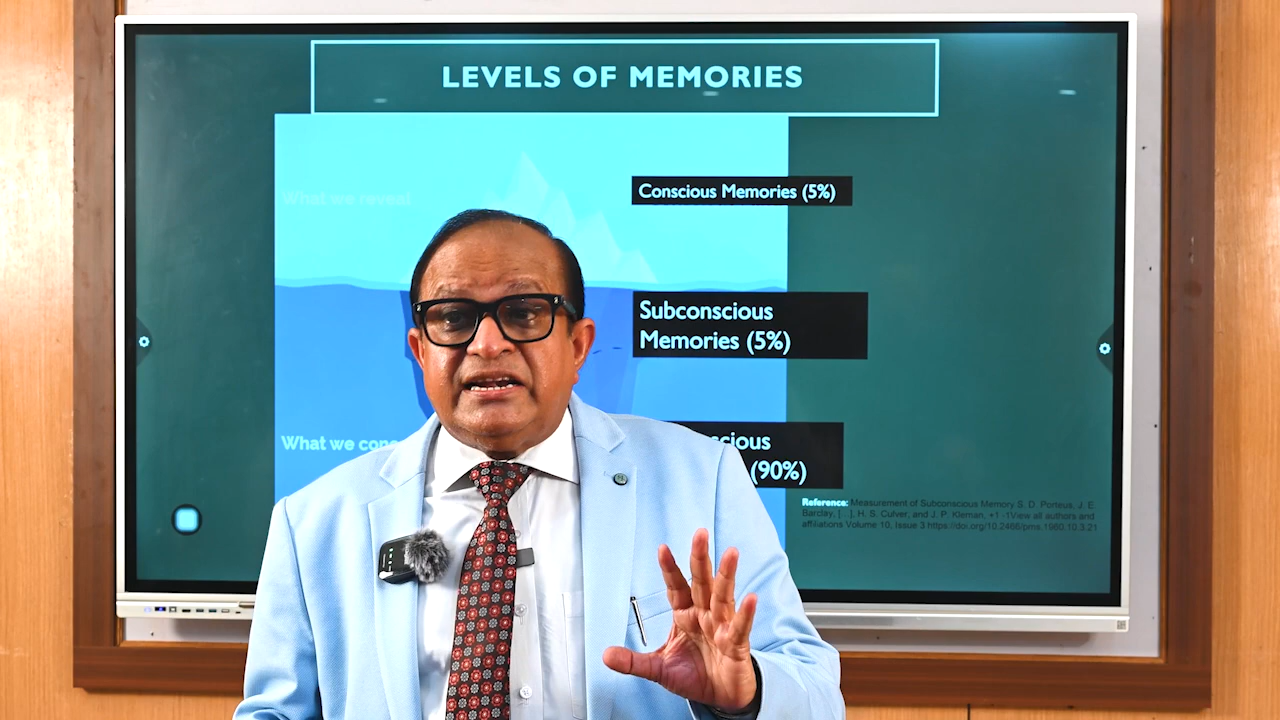 LEVELS OF MEMORIES
What we reveal
Conscious Memories (5%)
Subconscious
Memories (5%)
What we conc
scious
(90%)
Reference: Measurement of Subconscious Memory S. D. Porteus, J. E.
Barclay, [...], H. S. Culver, and J. P. Kleman, +1 -1View all authors and
affiliations Volume 10, Issue 3 https://doi.org/10.2466/pms.1960.10.3.21